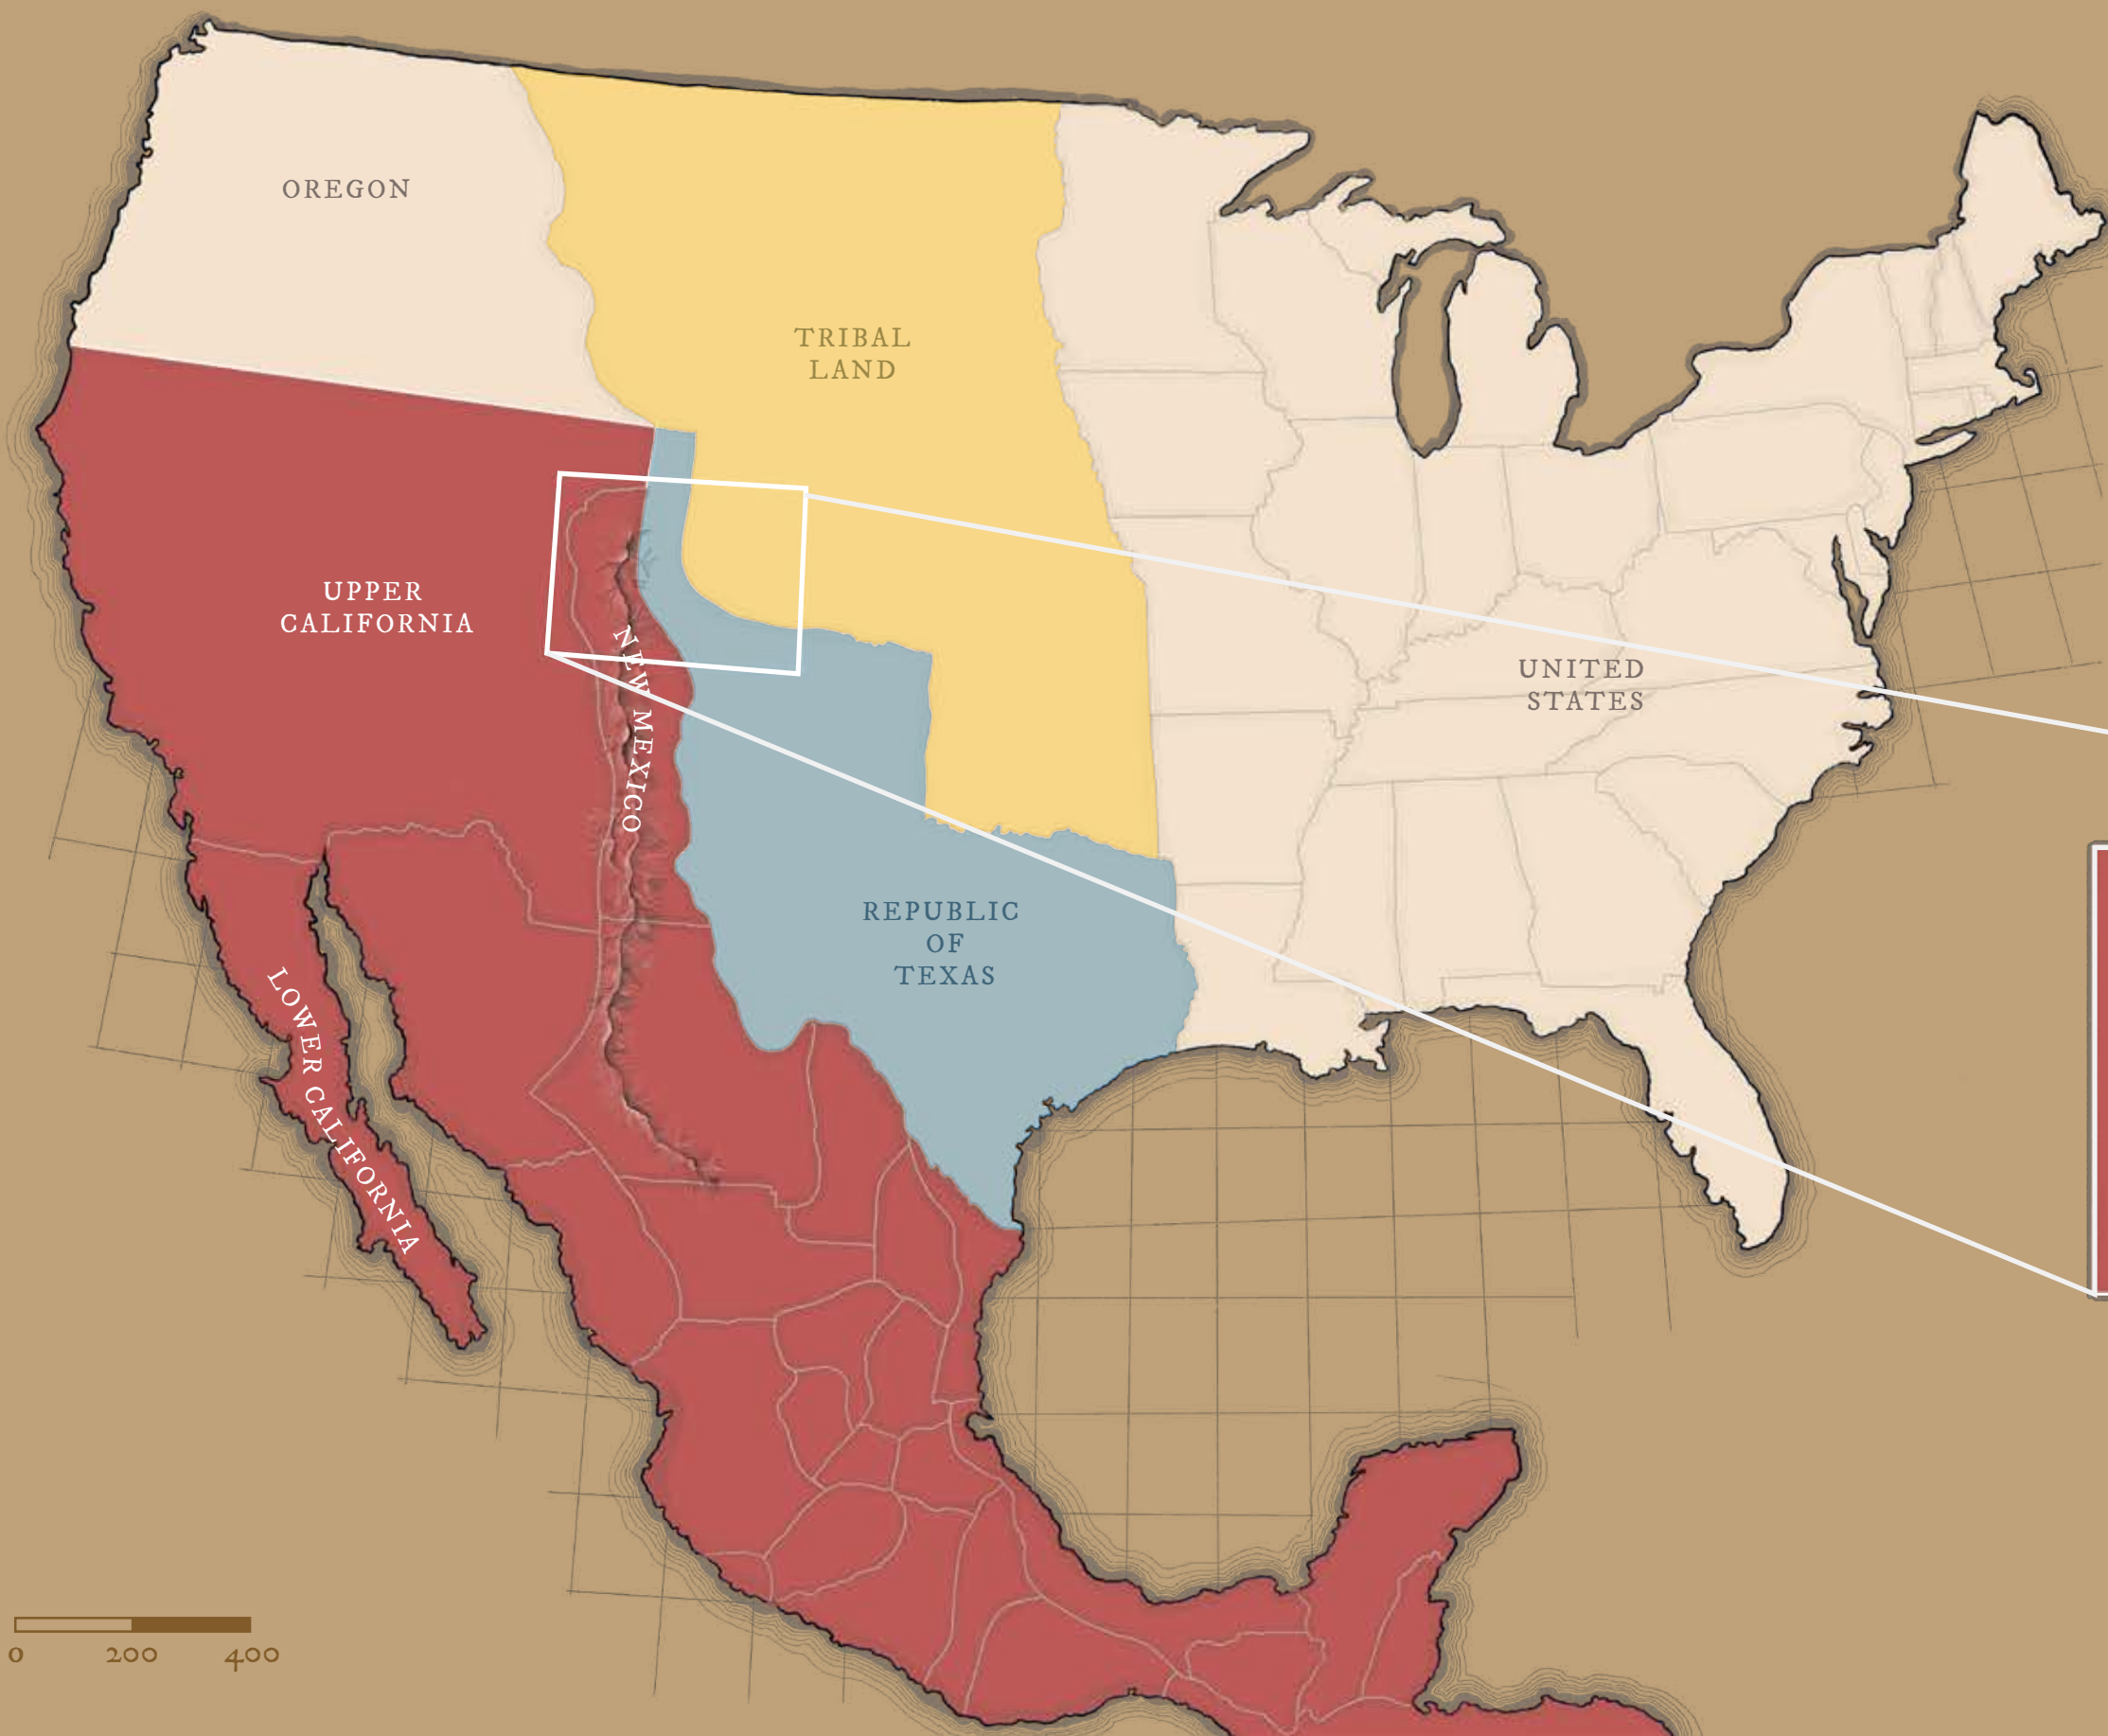 OREGON
TRIBAL
LAND
UPPER
CALIFORNIA
NEW MEXICO
UNITED
STATES
REPUBLIC
OF
TEXAS
LOWER CALIFORNIA
0 200 400